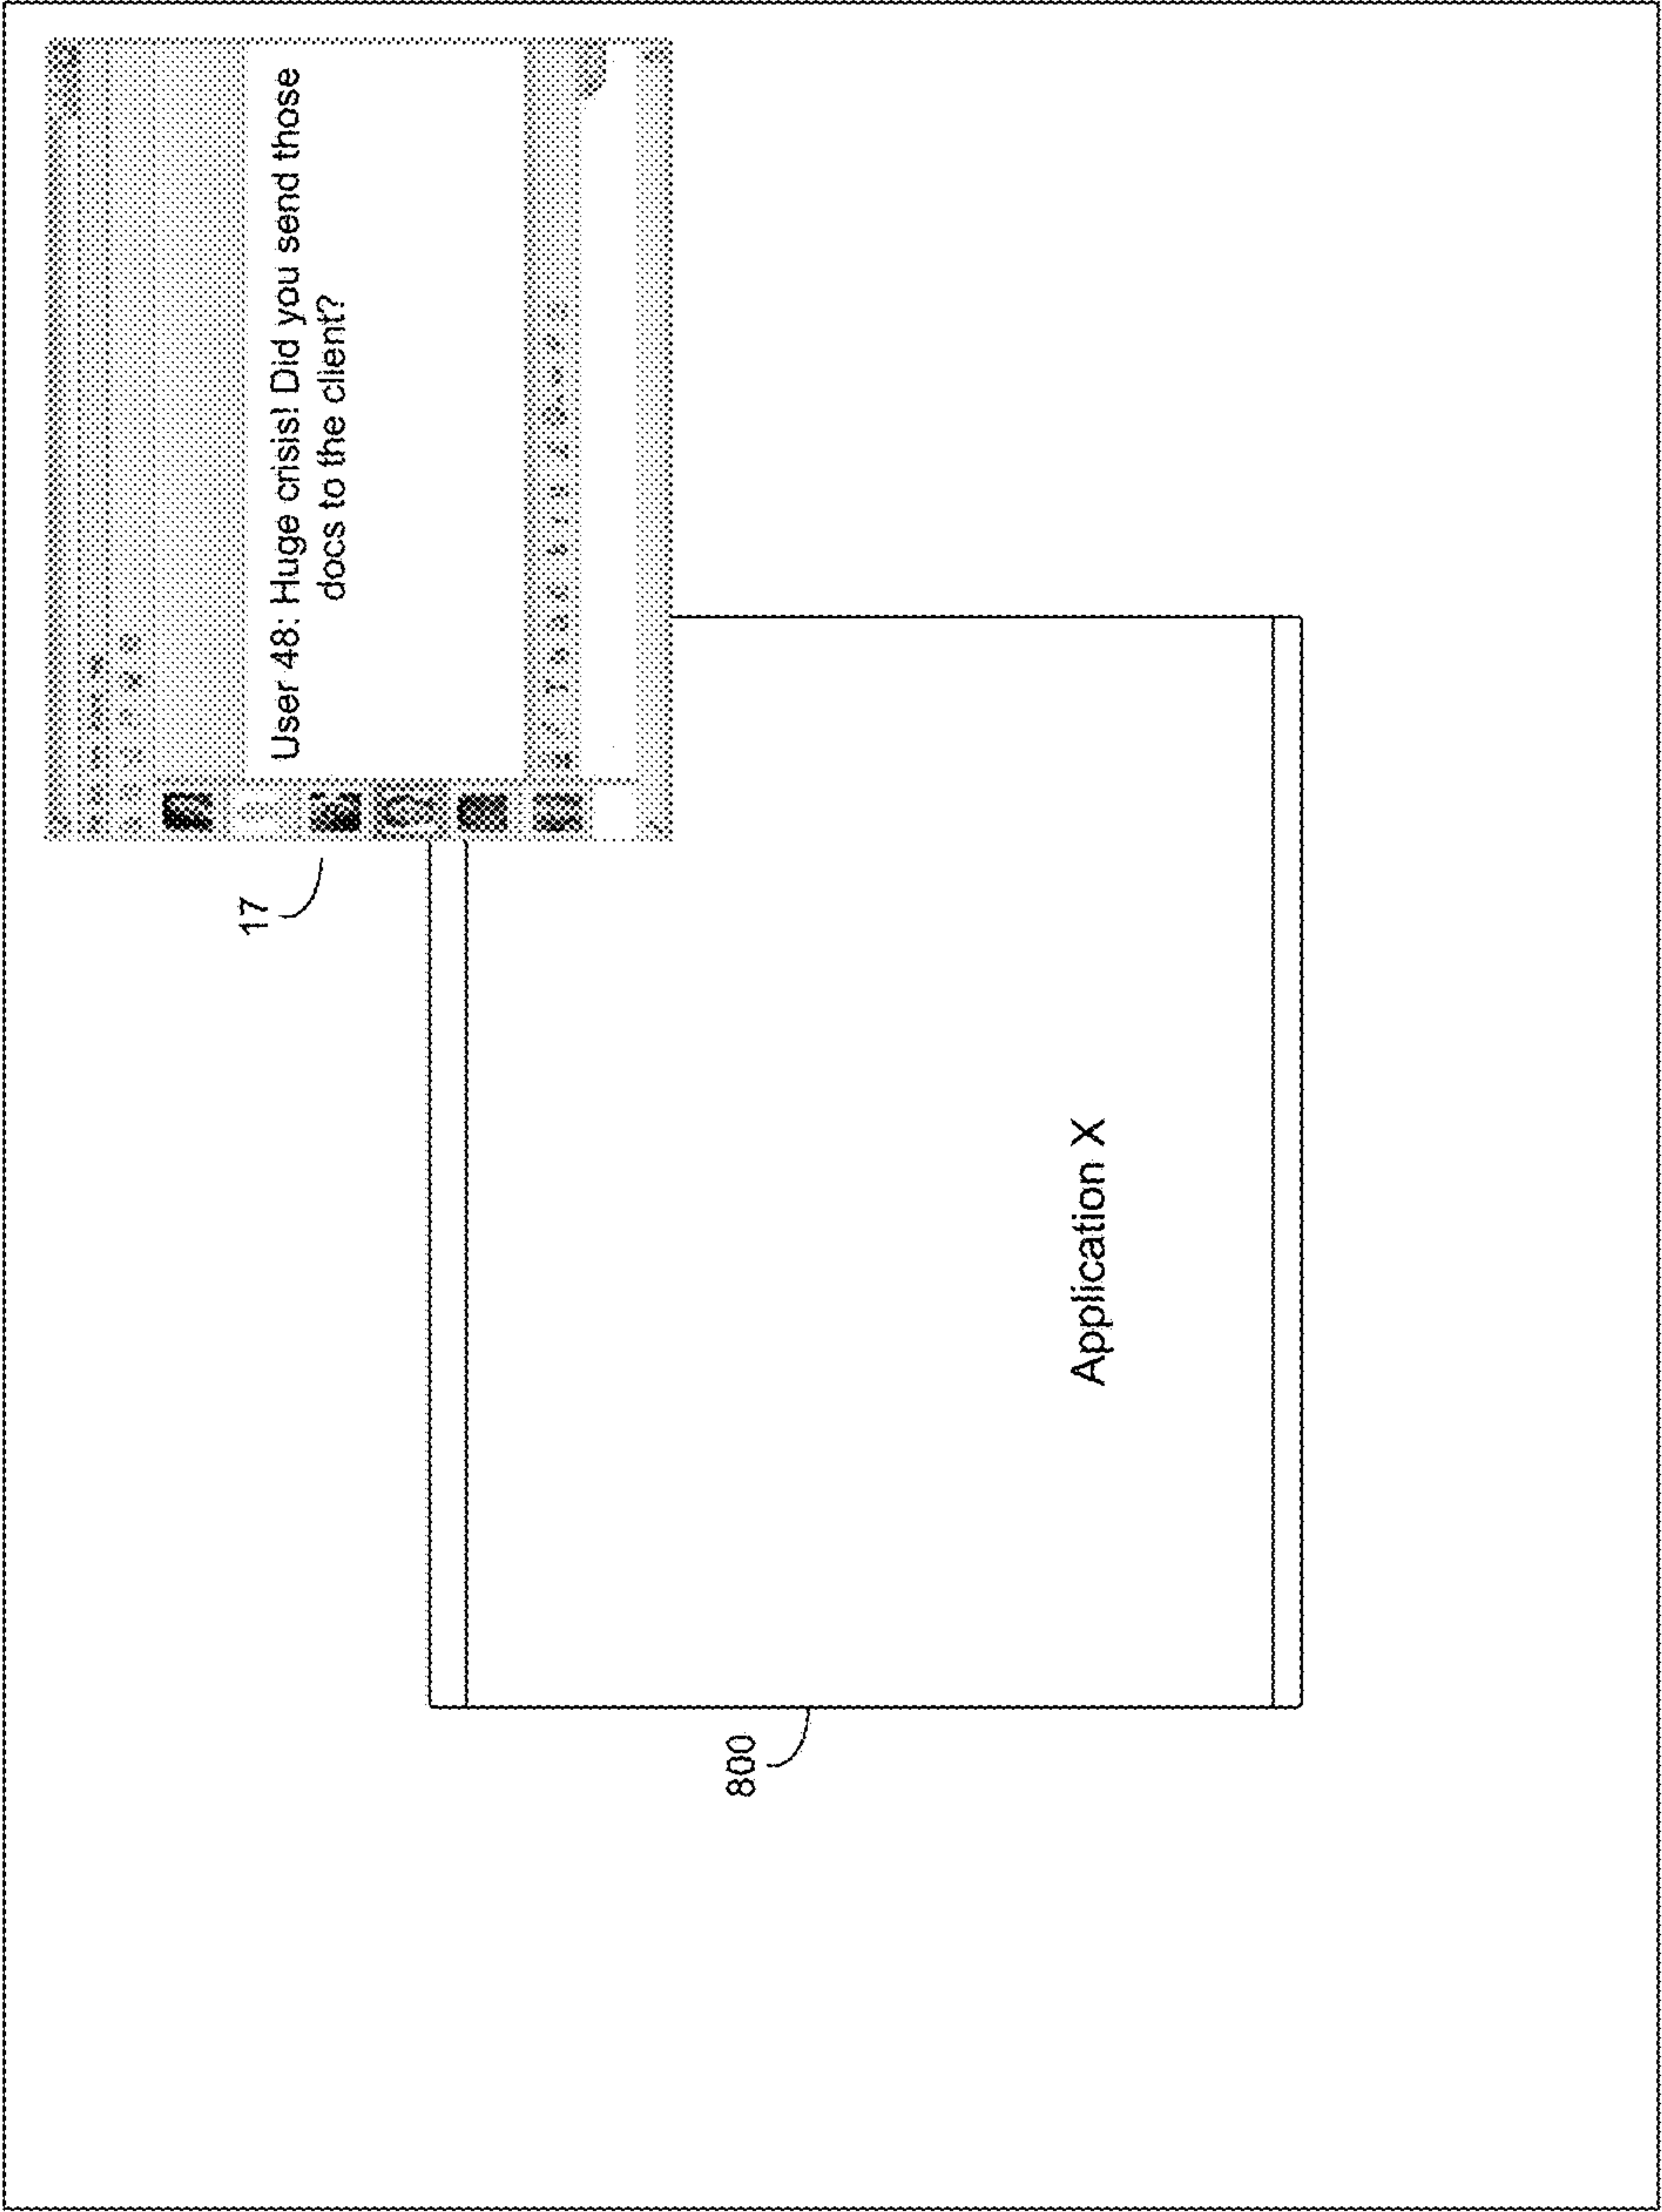 17
User 48: Huge crisis! Did you send those
docs to the client?
800
Application X